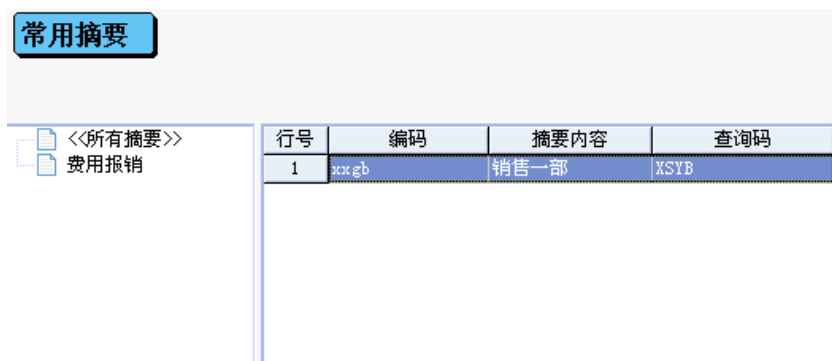 常用摘要
<<所有摘要>>
费用报销
行号 编码 摘要内容 查询码
1 xxgb 销售一部 XSYB